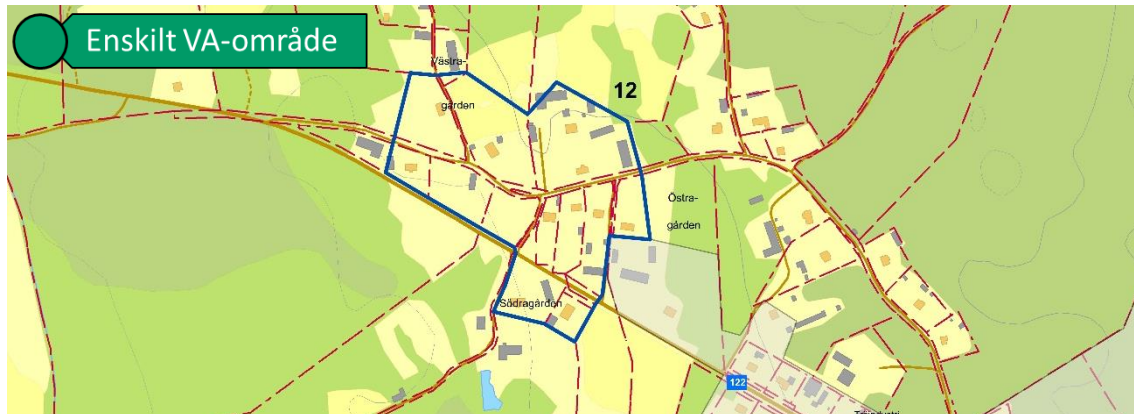 Enskilt VA-område
Västra-
gården
12
Östra-
gården
Södragården
122